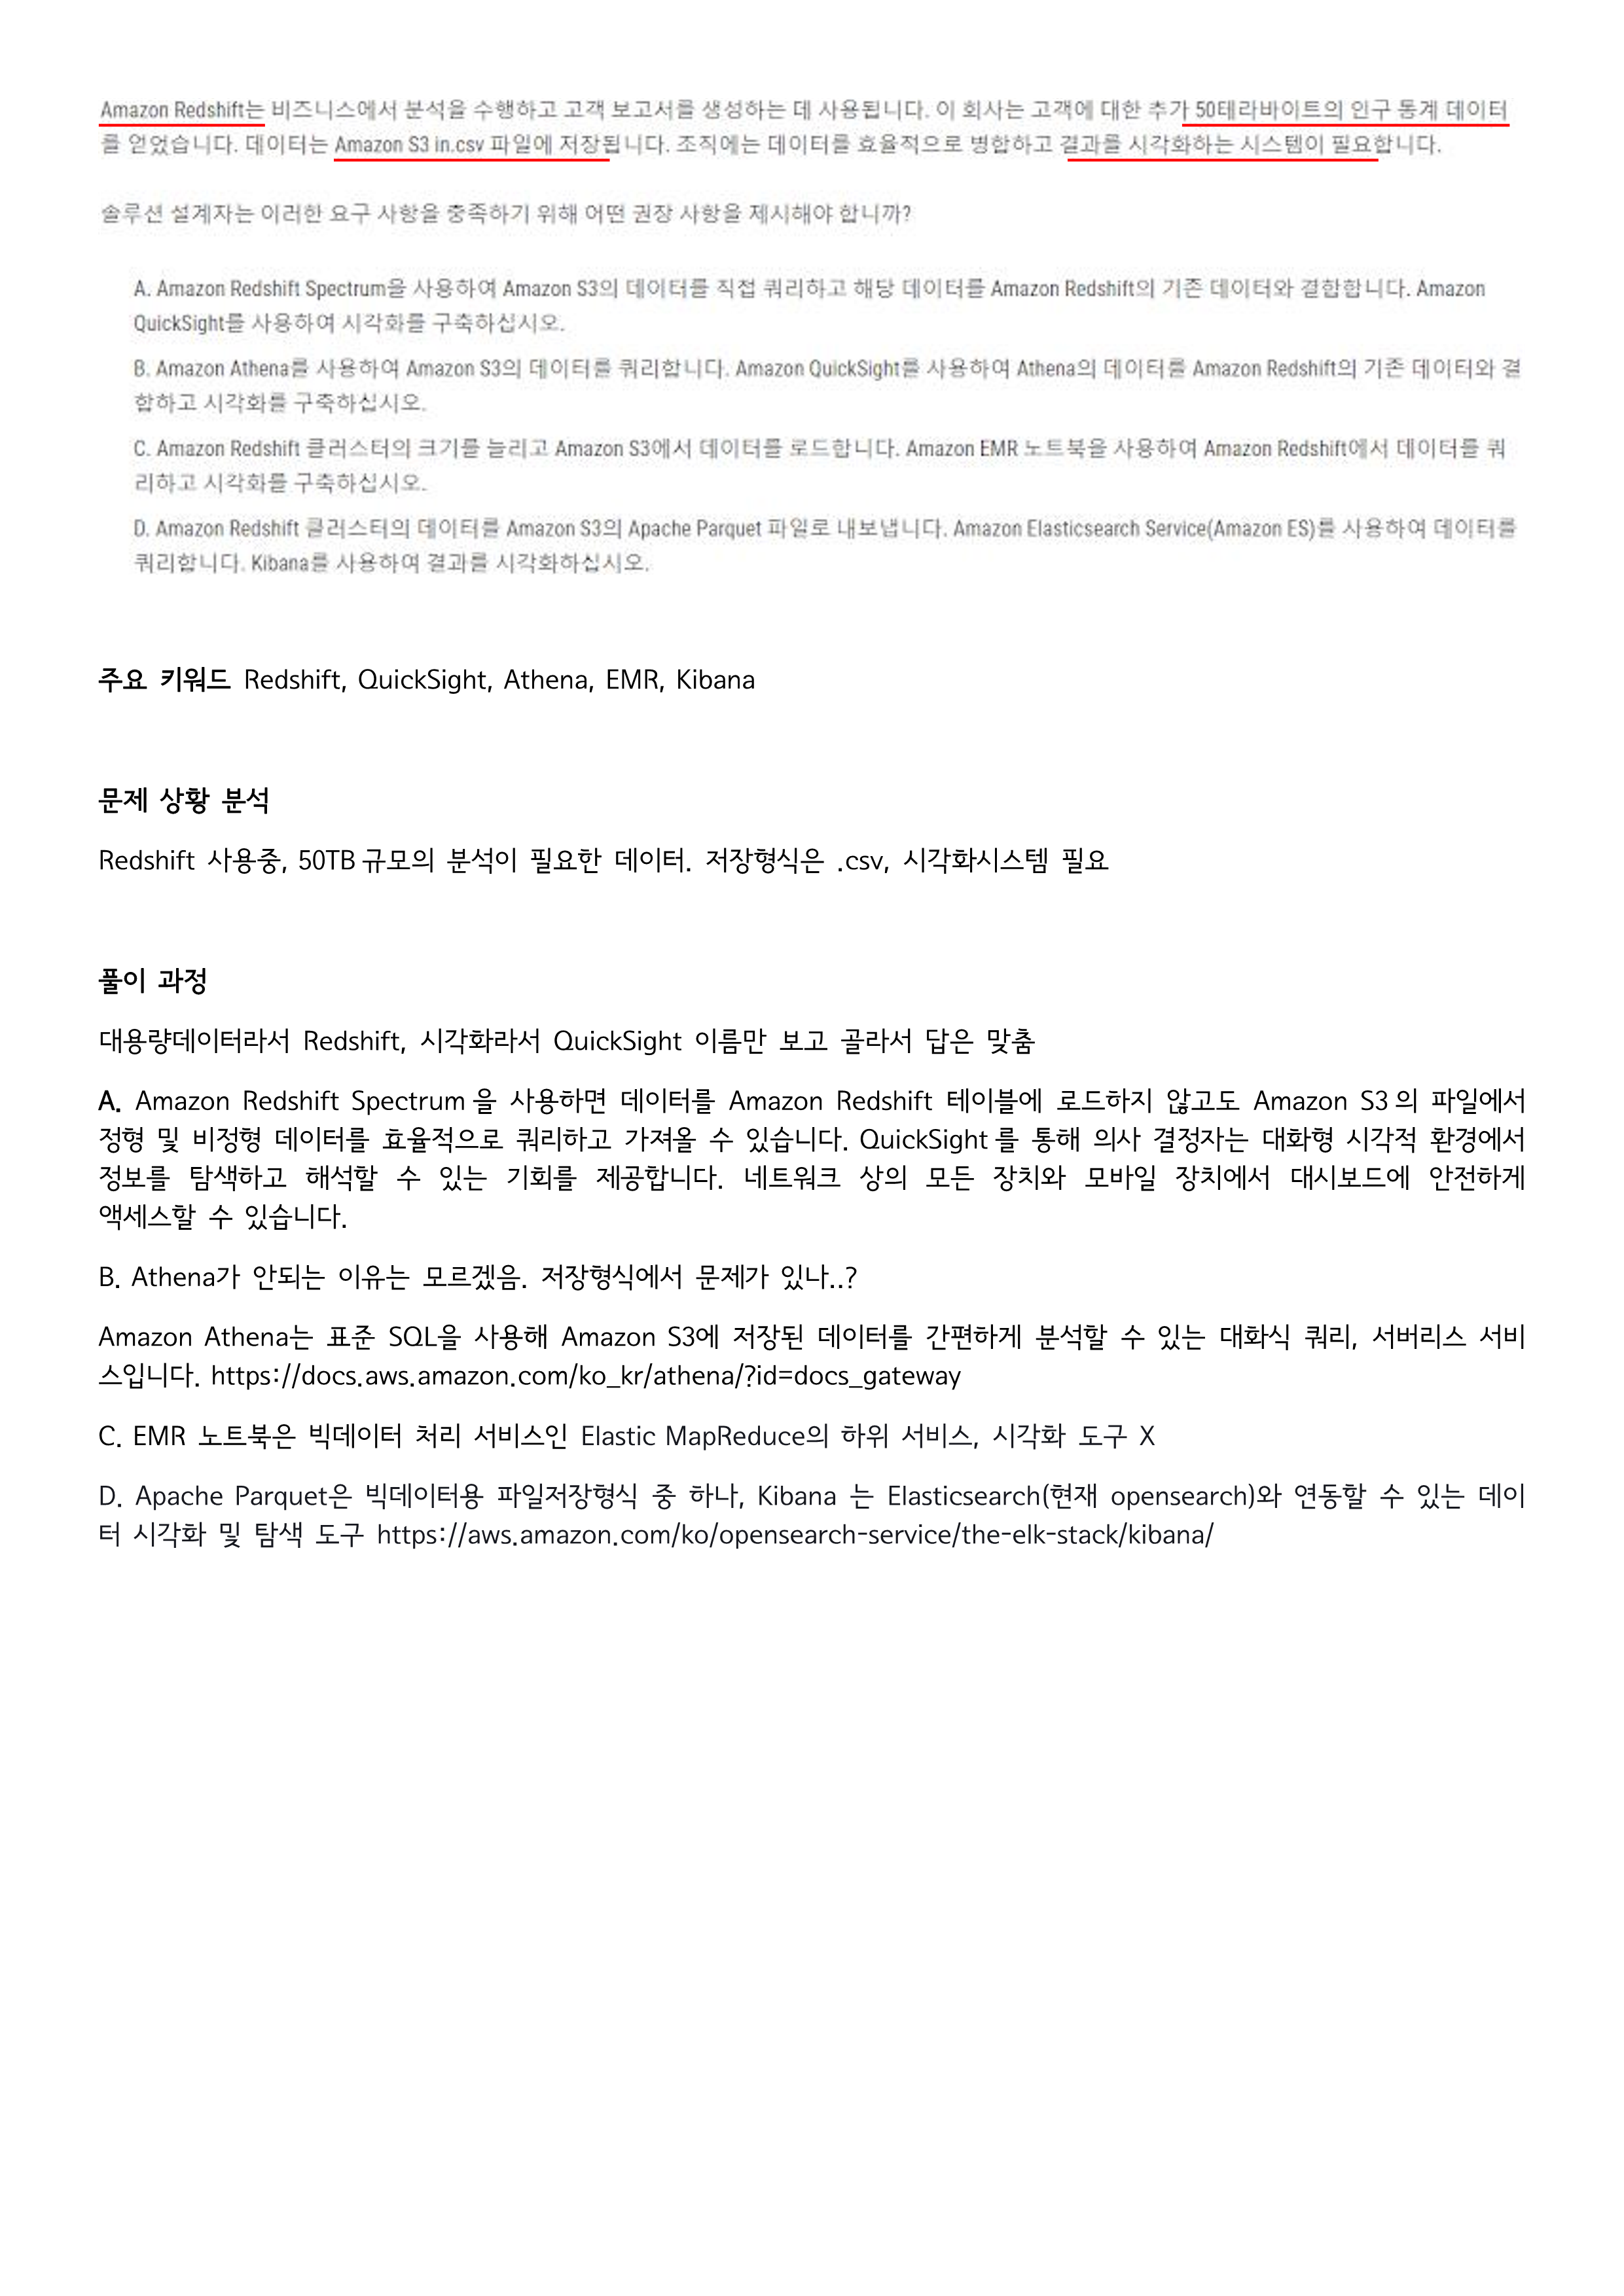 Amazon Redshift는 비즈니스에서 분석을 수행하고 고객 보고서를 생성하는 데 사용됩니다. 이 회사는 고객에 대한 추가 50테라바이트의 인구 통계 데이터
를 얻었습니다. 데이터는 Amazon S3 in.csv 파일에 저장됩니다. 조직에는 데이터를 효율적으로 병합하고 결과를 시각화하는 시스템이 필요합니다.
솔루션 설계자는 이러한 요구 사항을 충족하기 위해 어떤 권장 사항을 제시해야 합니까?
A. Amazon Redshift Spectrum을 사용하여 Amazon S3의 데이터를 직접 쿼리하고 해당 데이터를 Amazon Redshift의 기존 데이터와 결합합니다. Amazon
QuickSight를 사용하여 시각화를 구축하십시오.
B. Amazon Athena를 사용하여 Amazon S3의 데이터를 쿼리합니다. Amazon QuickSight를 사용하여 Athena의 데이터를 Amazon Redshift의 기존 데이터와 결
합하고 시각화를 구축하십시오.
C. Amazon Redshift 클러스터의 크기를 늘리고 Amazon S3에서 데이터를 로드합니다. Amazon EMR 노트북을 사용하여 Amazon Redshift에서 데이터를 쿼
리하고 시각화를 구축하십시오.
D. Amazon Redshift 클러스터의 데이터를 Amazon S3의 Apache Parquet 파일로 내보냅니다. Amazon Elasticsearch Service(Amazon ES)를 사용하여 데이터를
쿼리합니다. Kibana를 사용하여 결과를 시각화하십시오.
주요 키워드 Redshift, QuickSight, Athena, EMR, Kibana
문제 상황 분석
Redshift 사용중, 50TB 규모의 분석이 필요한 데이터. 저장형식은 .csv, 시각화시스템 필요
풀이 과정
대용량데이터라서 Redshift, 시각화라서 QuickSight 이름만 보고 골라서 답은 맞춤
A. Amazon Redshift Spectrum 을 사용하면 데이터를 Amazon Redshift 테이블에 로드하지 않고도 Amazon S3 의 파일에서
정형 및 비정형 데이터를 효율적으로 쿼리하고 가져올 수 있습니다. QuickSight 를 통해 의사 결정자는 대화형 시각적 환경에서
정보를 탐색하고 해석할 수 있는 기회를 제공합니다. 네트워크 상의 모든 장치와 모바일 장치에서 대시보드에 안전하게
액세스할 수 있습니다.
B. Athena가 안되는 이유는 모르겠음. 저장형식에서 문제가 있나..?
Amazon Athena는 표준 SQL을 사용해 Amazon S3에 저장된 데이터를 간편하게 분석할 수 있는 대화식 쿼리, 서버리스 서비
스입니다. https://docs.aws.amazon.com/ko_kr/athena/?id=docs_gateway
C. EMR 노트북은 빅데이터 처리 서비스인 Elastic MapReduce의 하위 서비스, 시각화 도구 X
D. Apache Parquet은 빅데이터용 파일저장형식 중 하나, Kibana 는 Elasticsearch(현재 opensearch)와 연동할 수 있는 데이
터 시각화 및 탐색 도구 https://aws.amazon.com/ko/opensearch-service/the-elk-stack/kibana/